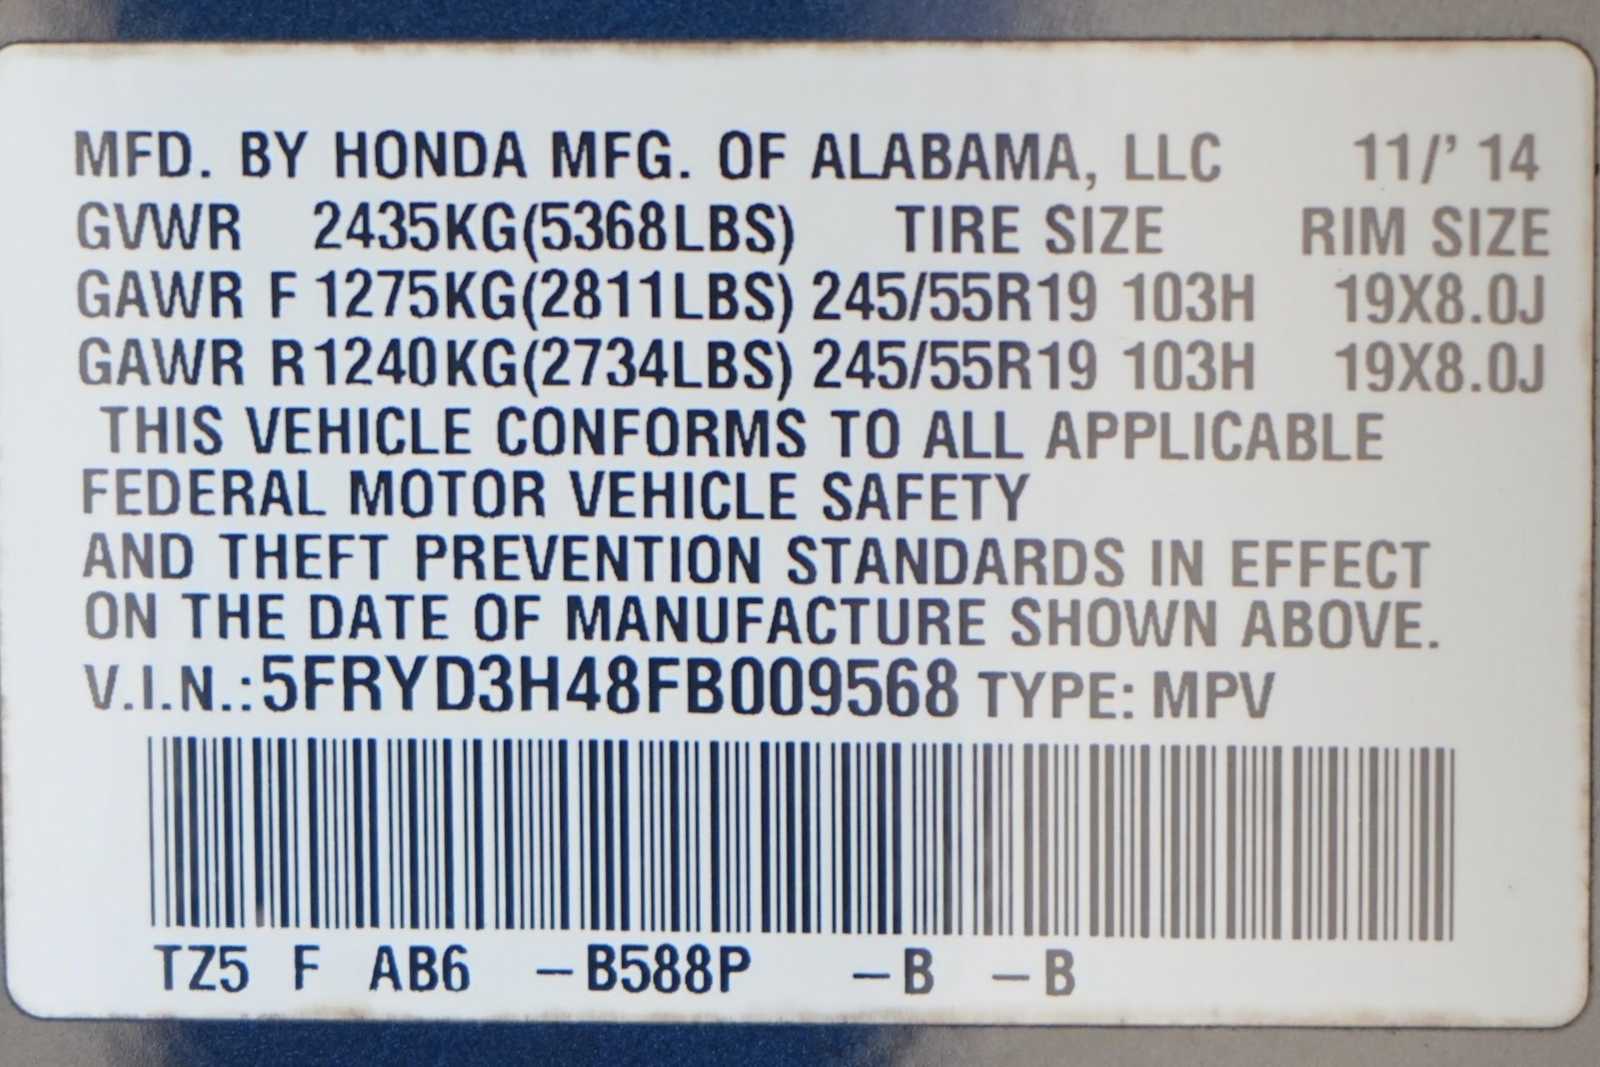 MFD. BY HONDA MFG. OF ALABAMA, LLC 11/' 14
GVWR 2435KG(5368LBS) TIRE SIZE RIM SIZE
GAWR F 1275KG(2811LBS) 245/55R19 103H 19X8.0J
GAWR R 1240KG(2734LBS) 245/55R19 103H 19X8.0J
THIS VEHICLE CONFORMS TO ALL APPLICABLE
FEDERAL MOTOR VEHICLE SAFETY
AND THEFT PREVENTION STANDARDS IN EFFECT
ON THE DATE OF MANUFACTURE SHOWN ABOVE.
V.I.N.:5FRYD3H48FB009568 TYPE: MPV
TZ5 F AB6 –B588P –B –B